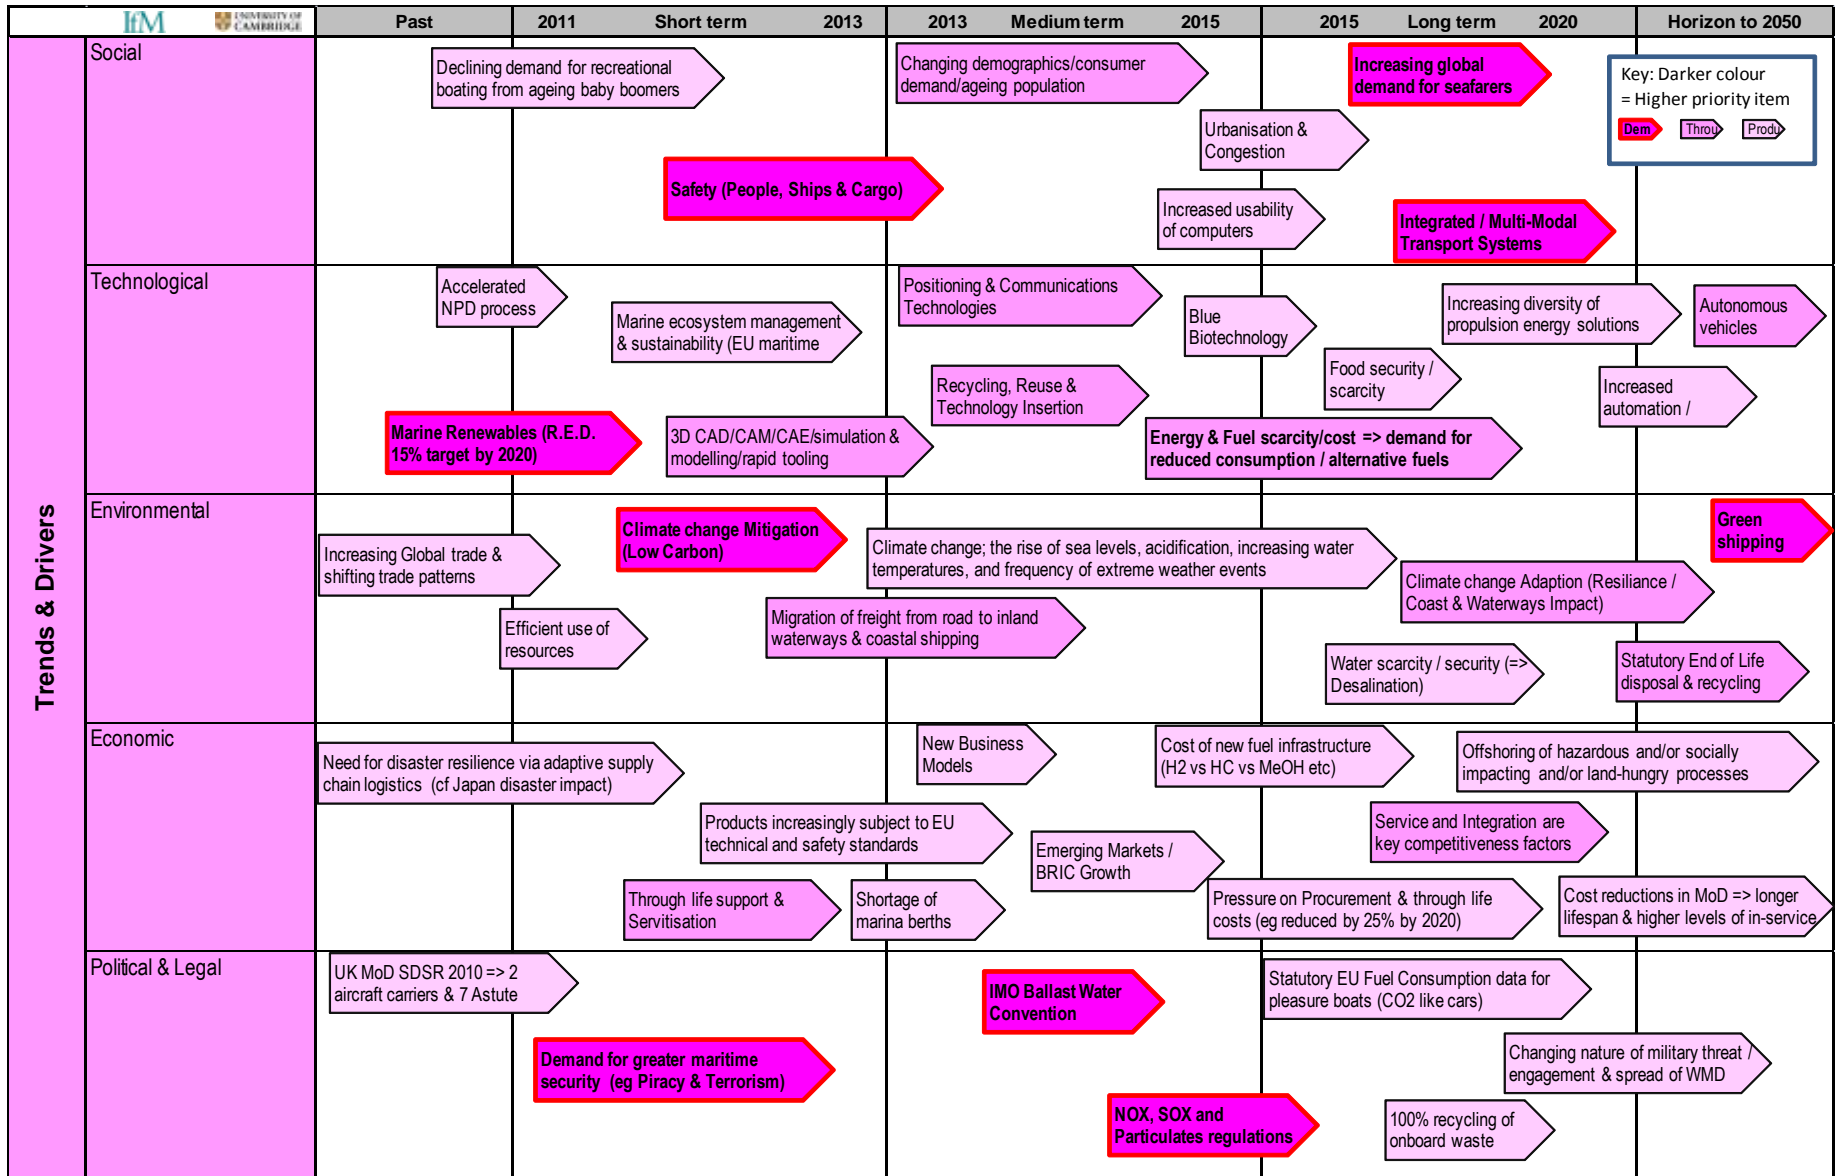 IfM
UNIVERSITY OF
CAMBRIDGE
Past
2011 Short term 2013
2013 Medium term 2015
2015 Long term 2020
Horizon to 2050
Trends & Drivers
Social
Declining demand for recreational
boating from ageing baby boomers
Changing demographics/consumer
demand/ageing population
Increasing global
demand for seafarers
Key: Darker colour
= Higher priority item
Dem
Throu
Produ
Urbanisation &
Congestion
Safety (People, Ships & Cargo)
Increased usability
of computers
Integrated / Multi-Modal
Transport Systems
Technological
Accelerated
NPD process
Marine ecosystem management
& sustainability (EU maritime
Positioning & Communications
Technologies
Blue
Biotechnology
Increasing diversity of
propulsion energy solutions
Autonomous
vehicles
Recycling, Reuse &
Technology Insertion
Food security /
scarcity
Increased
automation /
Marine Renewables (R.E.D.
15% target by 2020)
3D CAD/CAM/CAE/simulation &
modelling/rapid tooling
Energy & Fuel scarcity/cost => demand for
reduced consumption / alternative fuels
Environmental
Increasing Global trade &
shifting trade patterns
Climate change Mitigation
(Low Carbon)
Climate change; the rise of sea levels, acidification, increasing water
temperatures, and frequency of extreme weather events
Green
shipping
Climate change Adaption (Resiliance /
Coast & Waterways Impact)
Efficient use of
resources
Migration of freight from road to inland
waterways & coastal shipping
Water scarcity / security (=>
Desalination)
Statutory End of Life
disposal & recycling
Economic
Need for disaster resilience via adaptive supply
chain logistics (cf Japan disaster impact)
New Business
Models
Cost of new fuel infrastructure
(H2 vs HC vs MeOH etc)
Offshoring of hazardous and/or socially
impacting and/or land-hungry processes
Products increasingly subject to EU
technical and safety standards
Emerging Markets /
BRIC Growth
Service and Integration are
key competitiveness factors
Through life support &
Servitisation
Shortage of
marina berths
Pressure on Procurement & through life
costs (eg reduced by 25% by 2020)
Cost reductions in MoD => longer
lifespan & higher levels of in-service
Political & Legal
UK MoD SDSR 2010 => 2
aircraft carriers & 7 Astute
IMO Ballast Water
Convention
Statutory EU Fuel Consumption data for
pleasure boats (CO2 like cars)
Demand for greater maritime
security (eg Piracy & Terrorism)
Changing nature of military threat /
engagement & spread of WMD
NOX, SOX and
Particulates regulations
100% recycling of
onboard waste